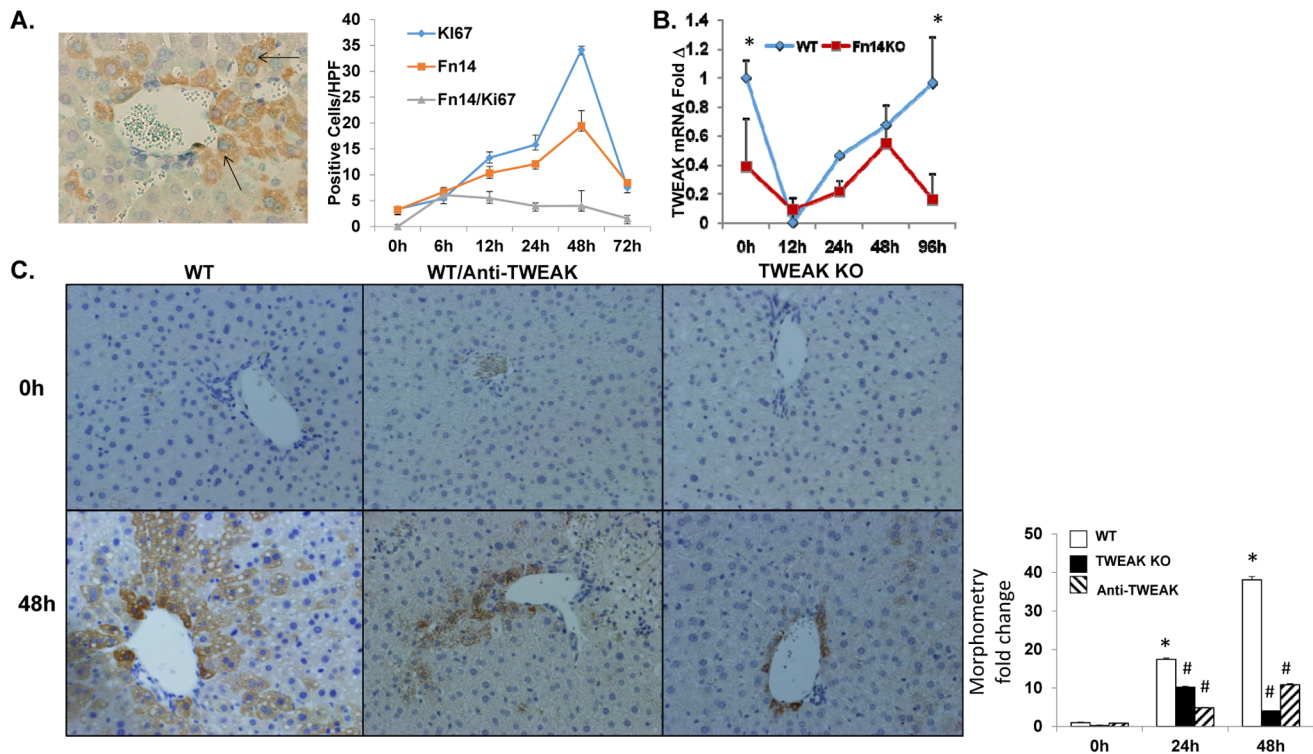 A.
Positive Cells/HPF
40
35
30
25
20
15
10
5
0
KI67
Fn14
Fn14/Ki67
0h 6h 12h 24h 48h 72h
B.
TWEAK mRNA Fold Δ
1.4
1.2
1
0.8
0.6
0.4
0.2
0
* *
WT Fn14KO
0h 12h 24h 48h 96h
C.
WT WT/Anti-TWEAK TWEAK KO
0h
48h
Morphometry
fold change
50
40
30
20
10
0
WT
TWEAK KO
Anti-TWEAK
*
* # #
# #
0h 24h 48h